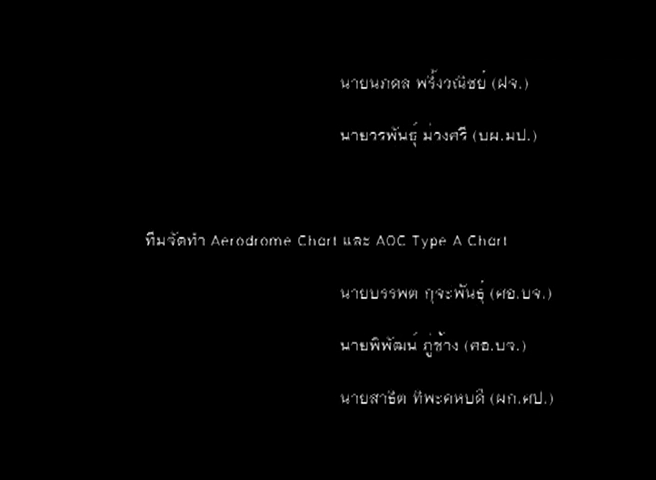 นายนภดล พริ้งวณิชย์ (ฝจ.)
นายวรพันธุ์ ม่วงศรี (บผ.มป.)
ทีมจัดทำ Aerodrome Chart และ AOC Type A Chart
นายบรรพต กุจะพันธุ์ (ศอ.บจ.)
นายพิพัฒน์ ภู่ช้าง (ศอ.บจ.)
นายสาธิต ทิพะคหบดี (ผก.ศป.)